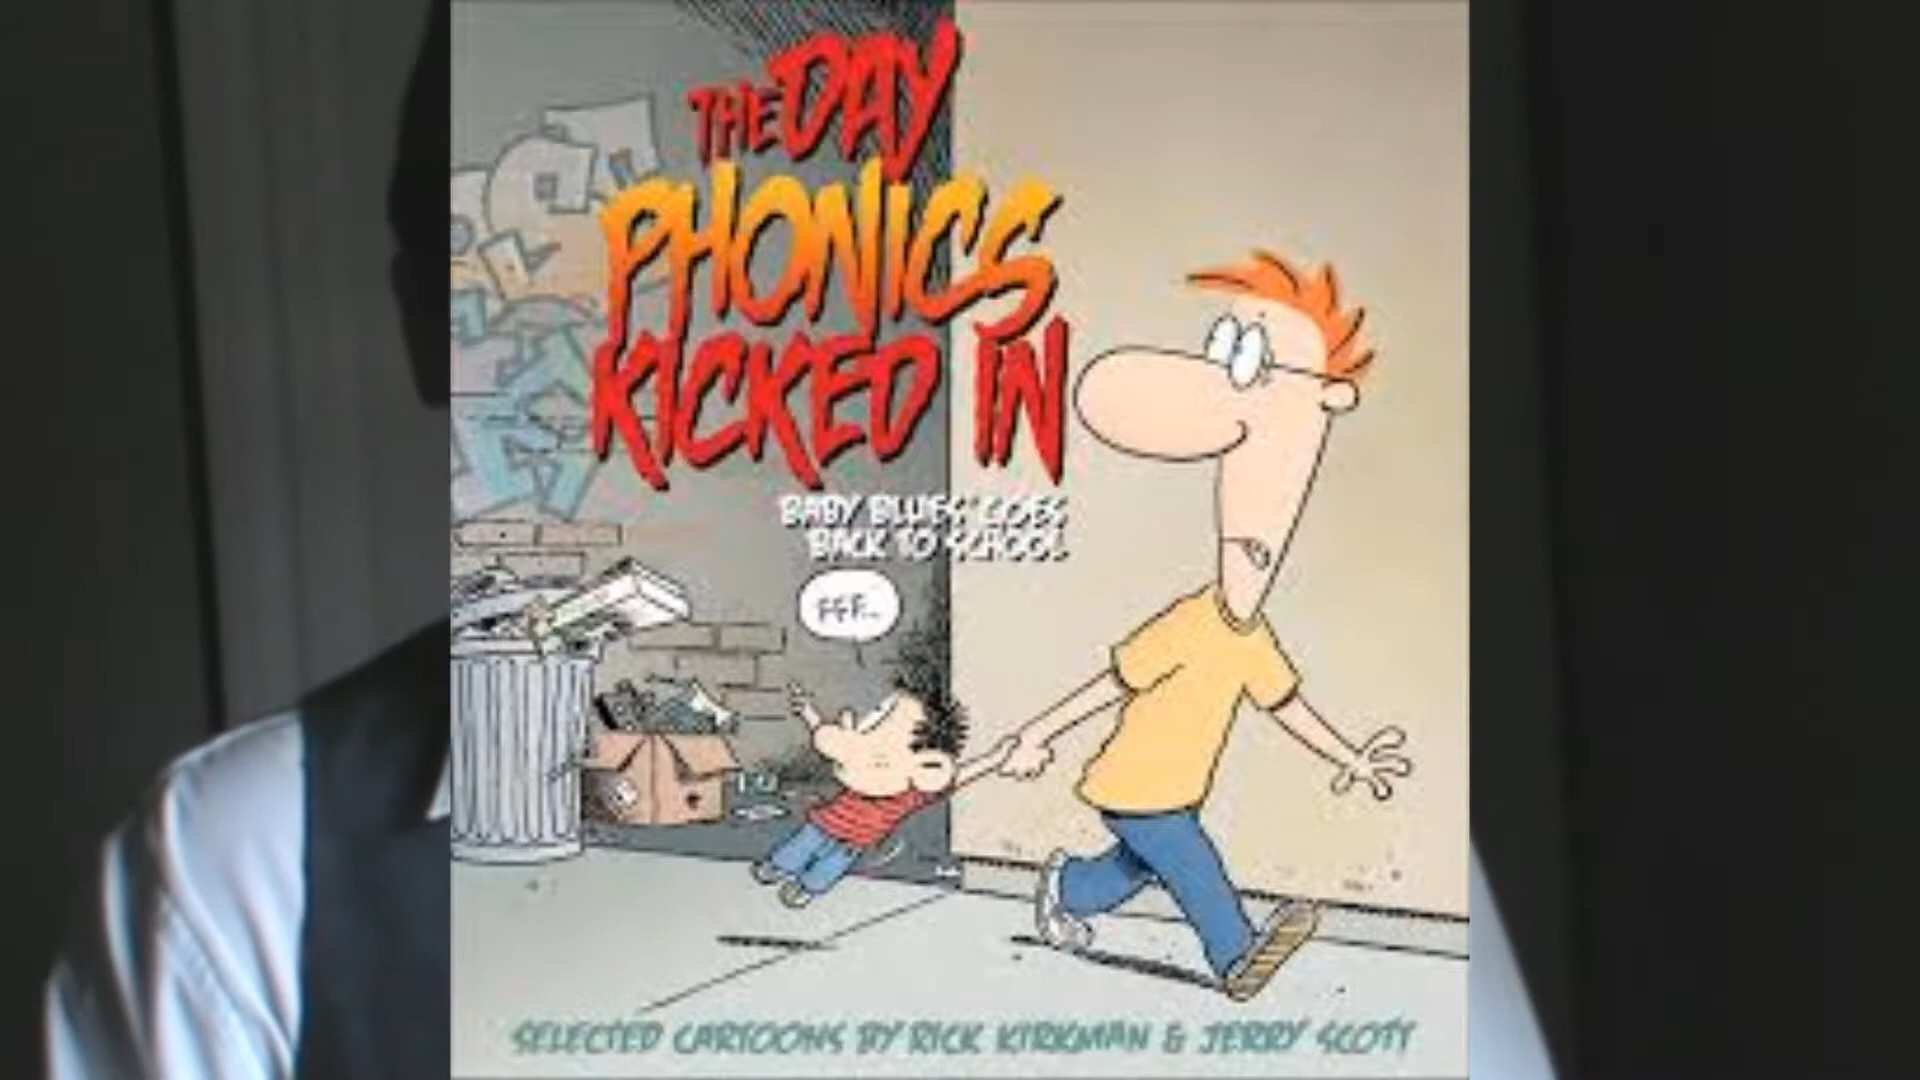 THE DAY
PHONICS
KICKED IN
BABY BLUES GOES
BACK TO SCHOOL
FFF...
SELECTED CARTOONS BY RICK KIRKMAN & JERRY SCOTT